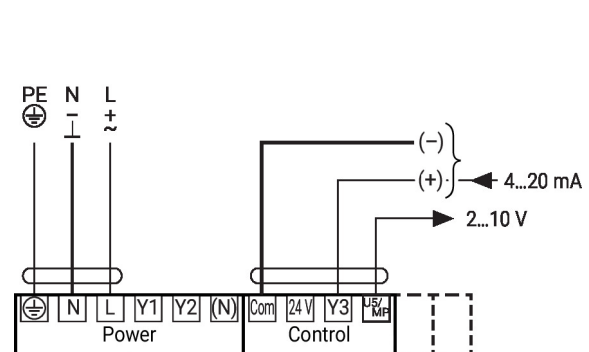 PE N L
– +
⊥ ~
(–)
(+) 4...20 mA
2...10 V
N L Y1 Y2 (N) Com 24 V Y3 U5/MP
Power Control